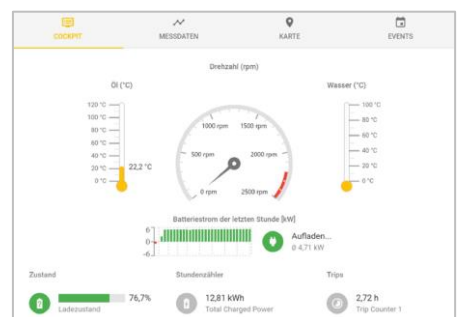 COCKPIT
MESSDATEN
KARTE
EVENTS
Drehzahl (rpm)
Öl (°C)
Wasser (°C)
120 °C
100 °C
80 °C
60 °C
40 °C
20 °C
0 °C
22,2 °C
0 rpm
500 rpm
1000 rpm
1500 rpm
2000 rpm
2500 rpm
100 °C
80 °C
60 °C
40 °C
20 °C
0 °C
Batteriestrom der letzten Stunde [kW]
6
0
-6
Aufladen...
Ø 4,71 kW
Zustand
Stundenzähler
Trips
76,7%
Ladezustand
12,81 kWh
Total Charged Power
2,72 h
Trip Counter 1